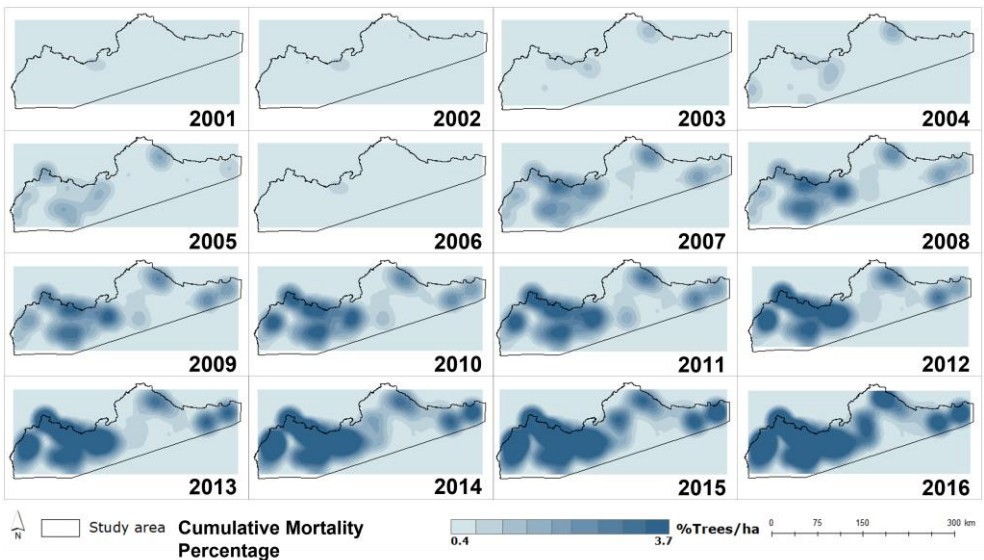 2001 2002 2003 2004
2005 2006 2007 2008
2009 2010 2011 2012
2013 2014 2015 2016
N
Study area
Cumulative Mortality
Percentage
%Trees/ha
0.4 3.7
0 75 150 300 km